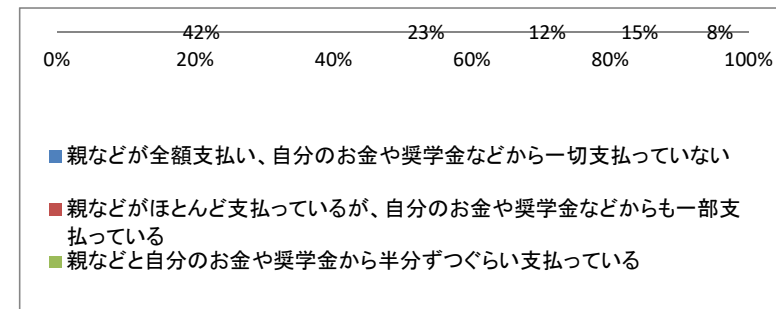 42% 23% 12% 15% 8%
0% 20% 40% 60% 80% 100%
親などが全額支払い、自分のお金や奨学金などから一切支払っていない
親などがほとんど支払っているが、自分のお金や奨学金などからも一部支
払っている
親などと自分のお金や奨学金から半分ずつぐらい支払っている